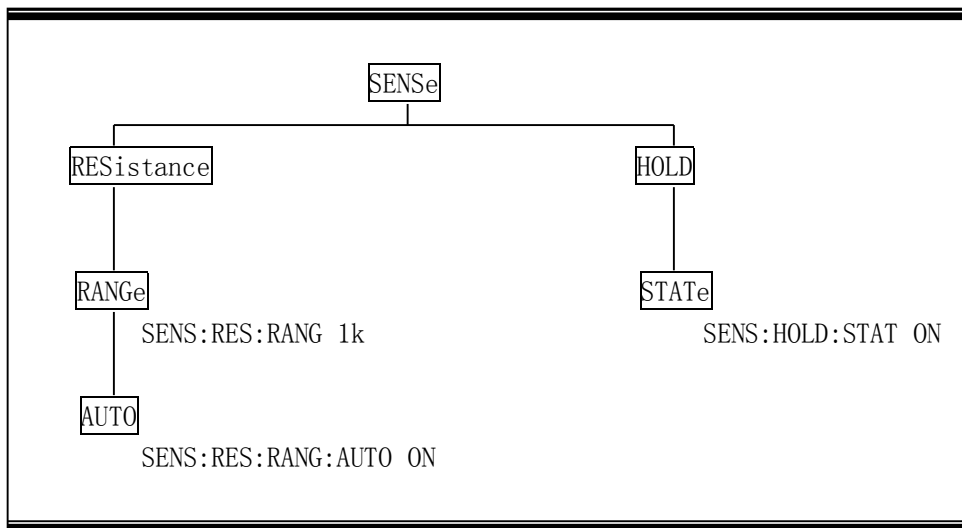 SENSe
RESistance HOLD
RANGe STATe
SENS:RES:RANG 1k SENS:HOLD:STAT ON
AUTO
SENS:RES:RANG:AUTO ON